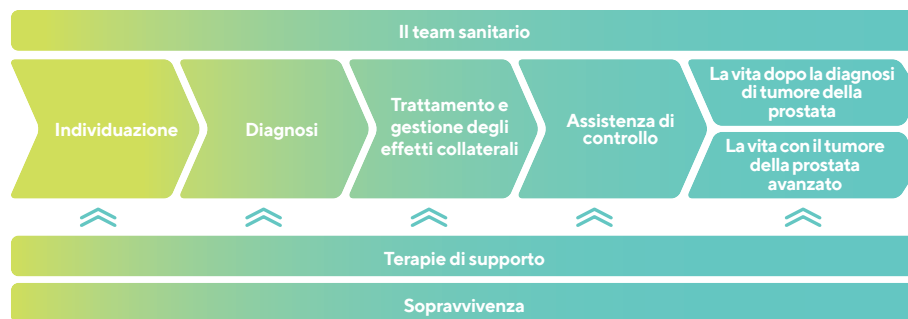 Il team sanitario
Individuazione
Diagnosi
Trattamento e
gestione degli
effetti collaterali
Assistenza di
controllo
La vita dopo la diagnosi
di tumore della
prostata
La vita con il tumore
della prostata
avanzato
Terapie di supporto
Sopravvivenza